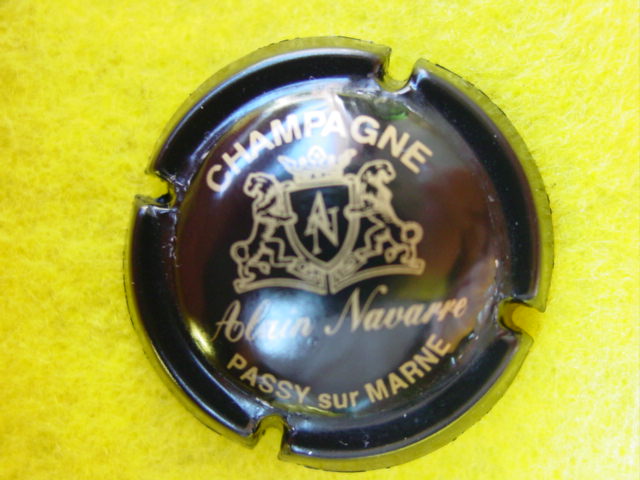 CHAMPAGNE
AN
Alain Navarre
PASSY sur MARNE